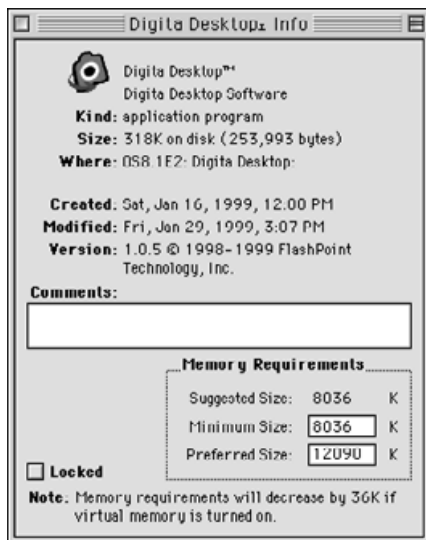 Digita Desktop™ Info
Digita Desktop™
Digita Desktop Software
Kind: application program
Size: 318K on disk (253,993 bytes)
Where: OS8.1E2: Digita Desktop:
Created: Sat, Jan 16, 1999, 12:00 PM
Modified: Fri, Jan 29, 1999, 3:07 PM
Version: 1.0.5 © 1998-1999 FlashPoint
Technology, Inc.
Comments:
Memory Requirements
Suggested Size: 8036 K
Minimum Size: 8036 K
Preferred Size: 12090 K
Locked
Note: Memory requirements will decrease by 36K if
virtual memory is turned on.